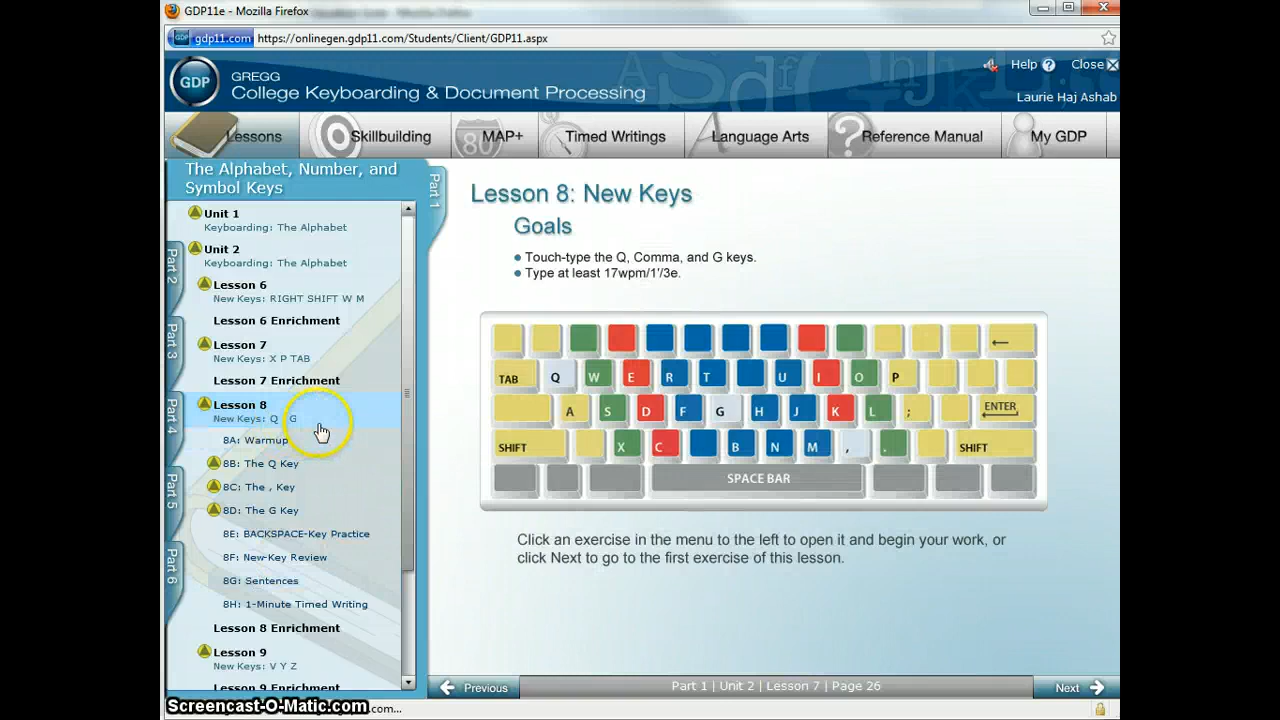 GDP11e - Mozilla Firefox
gdp11.com https://onlinegen.gdp11.com/Students/Client/GDP11.aspx
GDP
GREGG
College Keyboarding & Document Processing
Help ? Close
Laurie Haj Ashab
Lessons Skillbuilding MAP+ Timed Writings Language Arts Reference Manual My GDP
The Alphabet, Number, and
Symbol Keys
Part 1
Part 2
Part 3
Part 4
Part 5
Part 6
Unit 1
Keyboarding: The Alphabet
Unit 2
Keyboarding: The Alphabet
Lesson 6
New Keys: RIGHT SHIFT W M
Lesson 6 Enrichment
Lesson 7
New Keys: X P TAB
Lesson 7 Enrichment
Lesson 8
New Keys: Q G
8A: Warmup
8B: The Q Key
8C: The , Key
8D: The G Key
8E: BACKSPACE-Key Practice
8F: New-Key Review
8G: Sentences
8H: 1-Minute Timed Writing
Lesson 8 Enrichment
Lesson 9
New Keys: V Y Z
Lesson 9 Enrichment
Lesson 8: New Keys
Goals
● Touch-type the Q, Comma, and G keys.
● Type at least 17wpm/1'/3e.
←
TAB Q W E R T U I O P
A S D F G H J K L ; ENTER
SHIFT X C B N M , . SHIFT
SPACE BAR
Click an exercise in the menu to the left to open it and begin your work, or
click Next to go to the first exercise of this lesson.
Previous Part 1 | Unit 2 | Lesson 7 | Page 26 Next
Screencast-O-Matic.com .com...